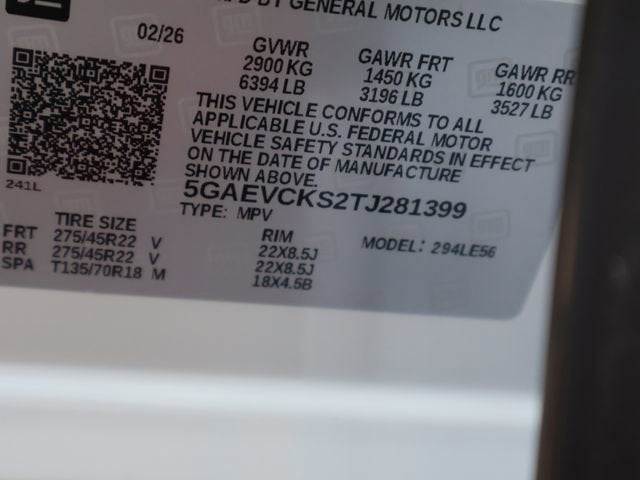 BY GENERAL MOTORS LLC
02/26
GVWR GAWR FRT GAWR RR
2900 KG 1450 KG 1600 KG
6394 LB 3196 LB 3527 LB
THIS VEHICLE CONFORMS TO ALL
APPLICABLE U.S. FEDERAL MOTOR
VEHICLE SAFETY STANDARDS IN EFFECT
ON THE DATE OF MANUFACTURE
SHOWN ABOVE.
241L
5GAEVCKS2TJ281399
TYPE: MPV
TIRE SIZE RIM MODEL: 294LE56
FRT 275/45R22 V 22X8.5J
RR 275/45R22 V 22X8.5J
SPA T135/70R18 M 18X4.5B